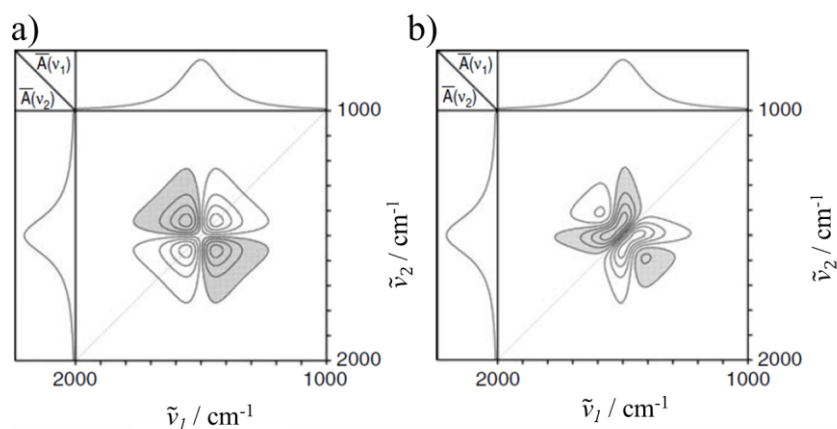 a)
A̅(ν₁)
A̅(ν₂)
1000
2000
ṽ₂ / cm⁻¹
2000 1000
ṽ₁ / cm⁻¹
b)
A̅(ν₁)
A̅(ν₂)
1000
2000
ṽ₂ / cm⁻¹
2000 1000
ṽ₁ / cm⁻¹